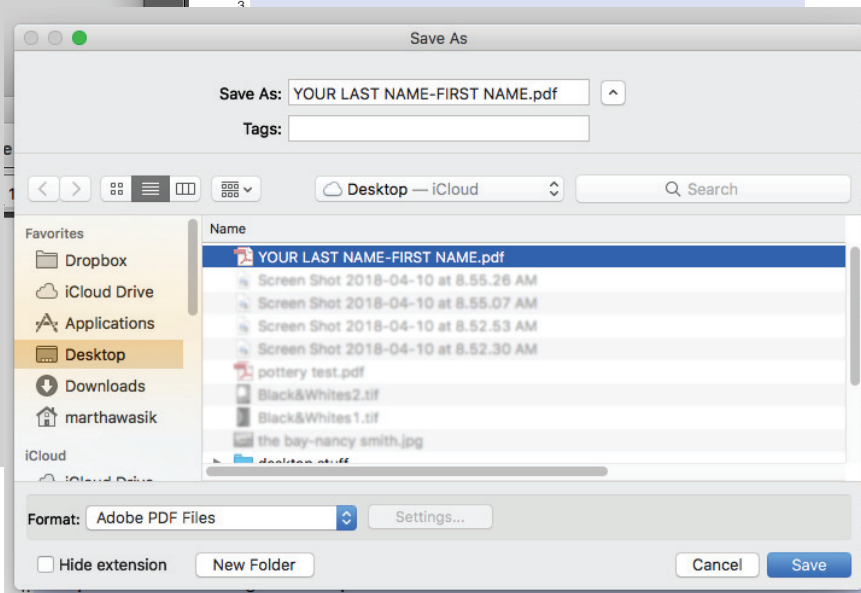 3
Save As
Save As: YOUR LAST NAME-FIRST NAME.pdf
Tags:
Desktop — iCloud
Search
Favorites
Dropbox
iCloud Drive
Applications
Desktop
Downloads
marthawasik
iCloud
iCloud Drive
Name
YOUR LAST NAME-FIRST NAME.pdf
Screen Shot 2018-04-10 at 8.55.26 AM
Screen Shot 2018-04-10 at 8.55.07 AM
Screen Shot 2018-04-10 at 8.52.53 AM
Screen Shot 2018-04-10 at 8.52.30 AM
pottery test.pdf
Black&Whites2.tif
Black&Whites1.tif
the bay-nancy smith.jpg
desktop stuff
Format: Adobe PDF Files
Settings...
Hide extension
New Folder
Cancel
Save